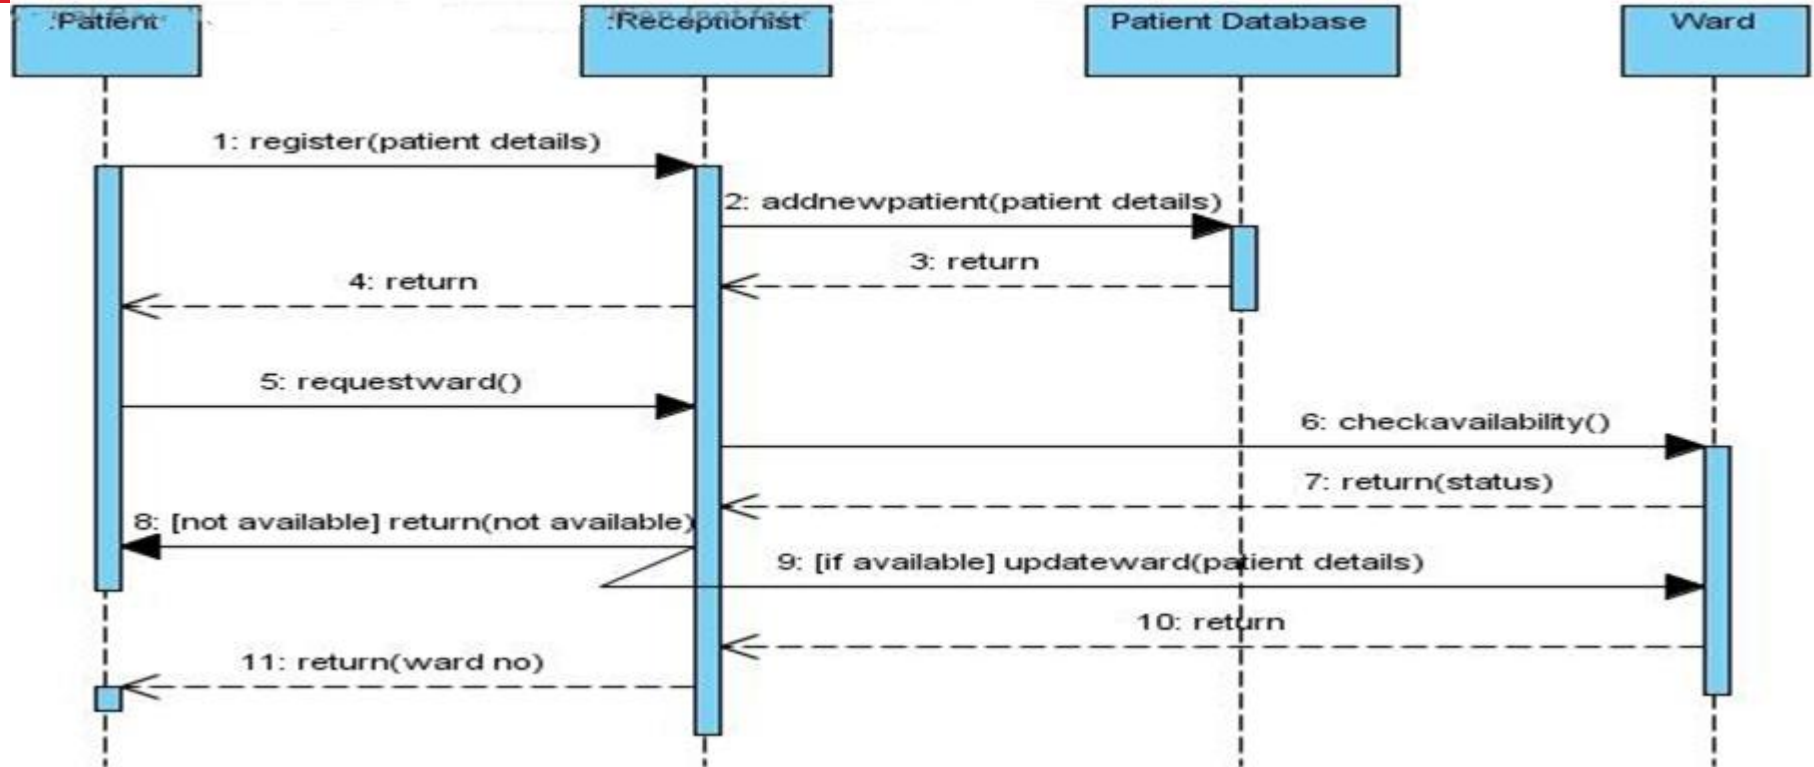 :Patient
:Receptionist
Patient Database
Ward
1: register(patient details)
2: addnewpatient(patient details)
3: return
4: return
5: requestward()
6: checkavailability()
7: return(status)
8: [not available] return(not available)
9: [if available] updateward(patient details)
10: return
11: return(ward no)